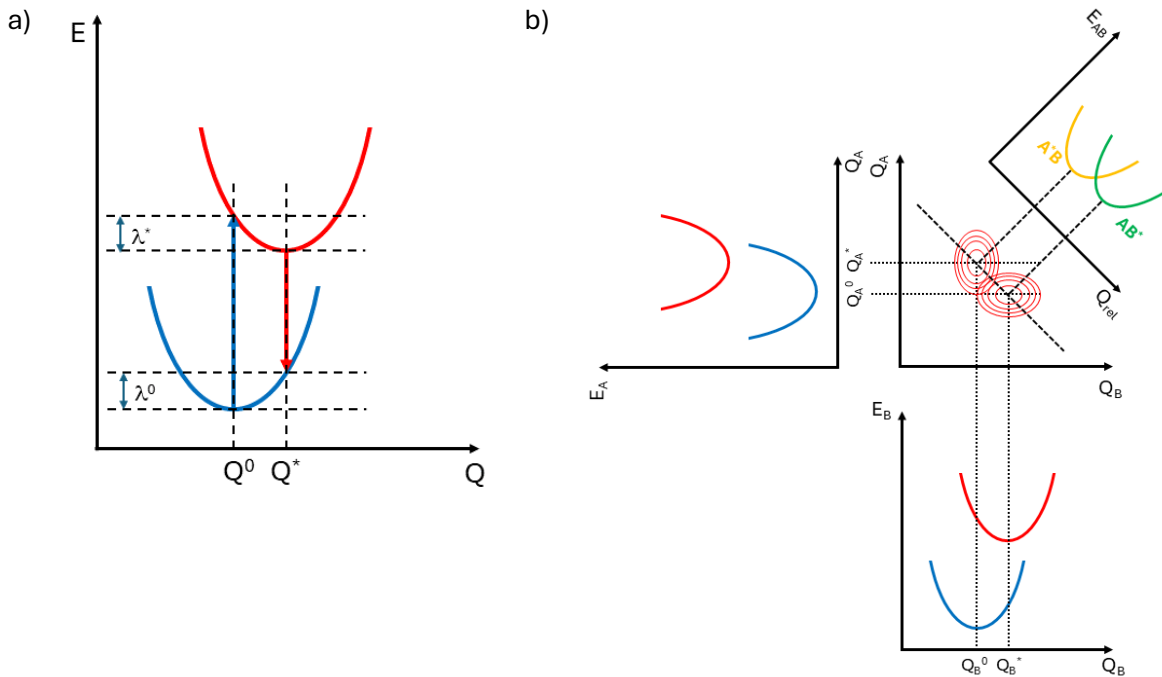 a)
E
λ*
λ⁰
Q⁰
Q*
Q
b)
E_AB
Q_A
Q_A
A*B
AB*
Q_A*
Q_A⁰
Q_rel
E_A
Q_B
E_B
Q_B⁰
Q_B*
Q_B